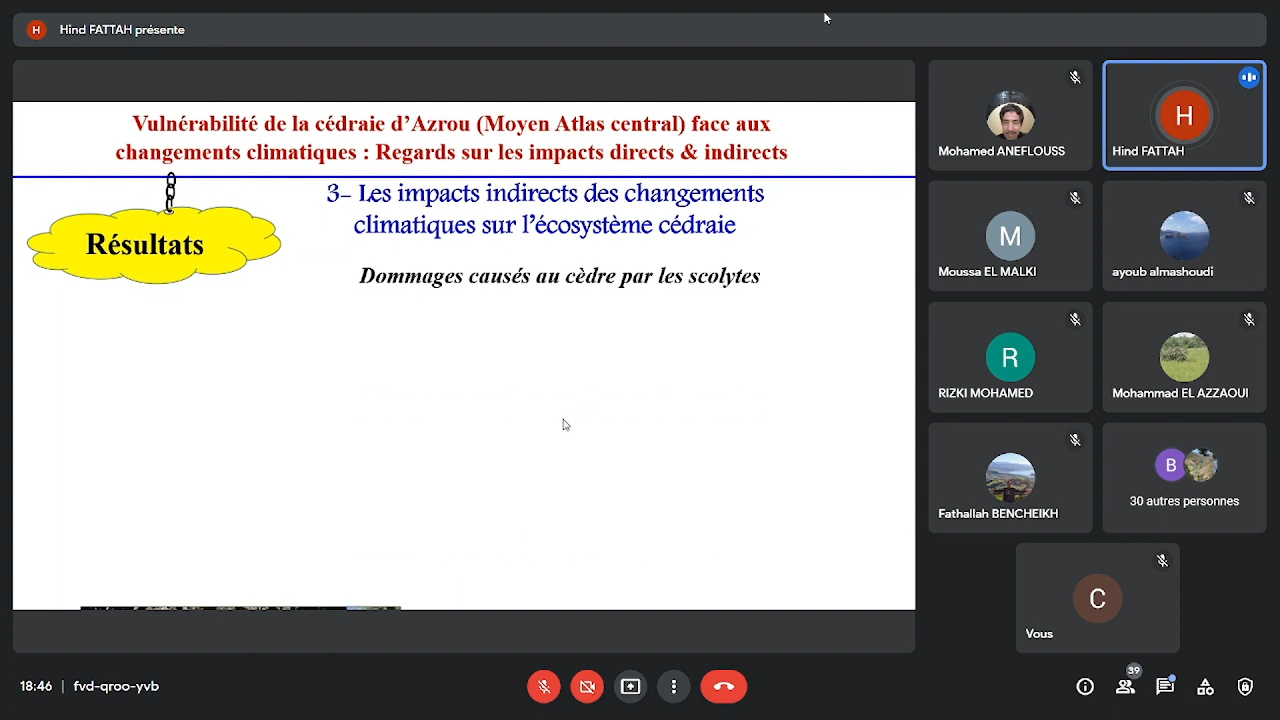 H Hind FATTAH présente
Vulnérabilité de la cédraie d'Azrou (Moyen Atlas central) face aux
changements climatiques : Regards sur les impacts directs & indirects
3- Les impacts indirects des changements
climatiques sur l'écosystème cédraie
Résultats
Dommages causés au cèdre par les scolytes
Mohamed ANEFLOUSS
H
Hind FATTAH
M
Moussa EL MALKI
ayoub almashoudi
R
RIZKI MOHAMED
Mohammad EL AZZAOUI
Fathallah BENCHEIKH
B
30 autres personnes
C
Vous
18:46 | fvd-qroo-yvb
39